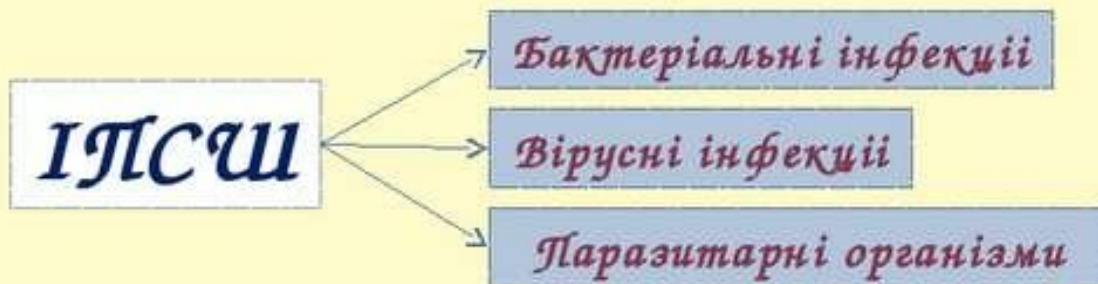 ІПСШ
Бактеріальні інфекції
Вірусні інфекції
Паразитарні організми